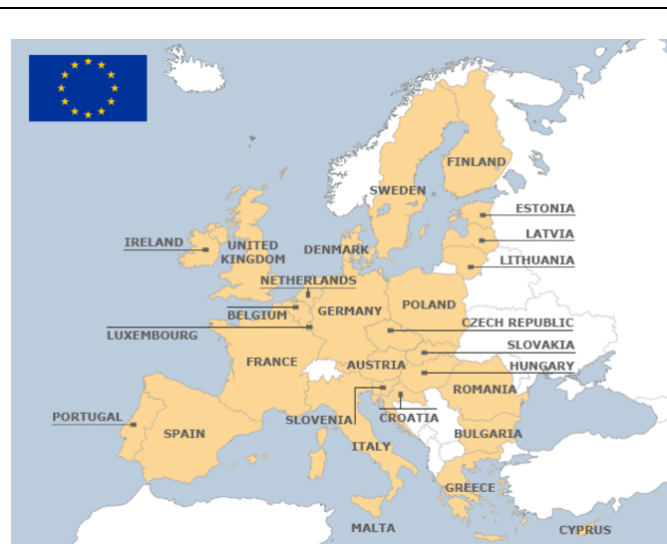 FINLAND
SWEDEN
ESTONIA
LATVIA
LITHUANIA
IRELAND
UNITED
KINGDOM
DENMARK
NETHERLANDS
BELGIUM
GERMANY
POLAND
LUXEMBOURG
CZECH REPUBLIC
SLOVAKIA
HUNGARY
FRANCE
AUSTRIA
ROMANIA
PORTUGAL
SPAIN
SLOVENIA
CROATIA
ITALY
BULGARIA
GREECE
MALTA
CYPRUS